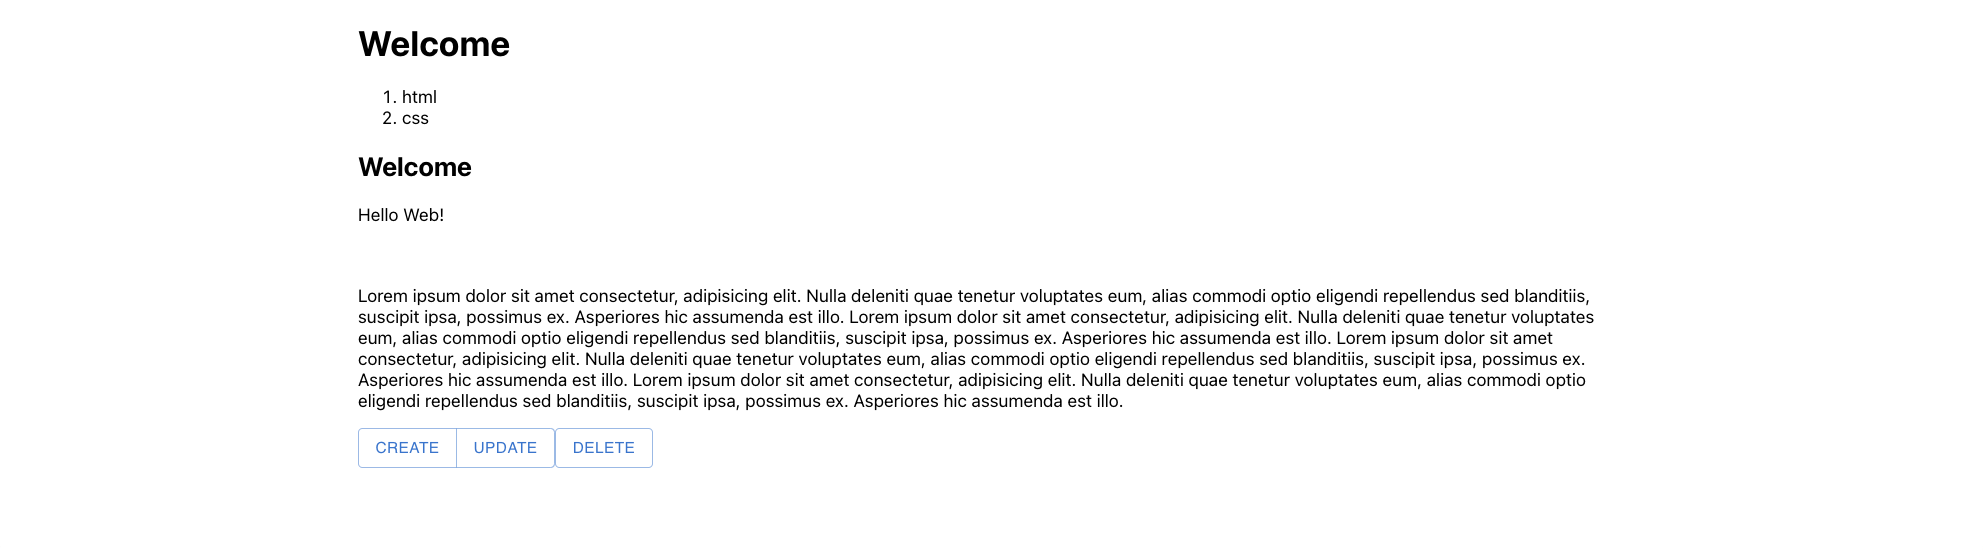 Welcome
1. html
2. css
Welcome
Hello Web!
Lorem ipsum dolor sit amet consectetur, adipisicing elit. Nulla deleniti quae tenetur voluptates eum, alias commodi optio eligendi repellendus sed blanditiis,
suscipit ipsa, possimus ex. Asperiores hic assumenda est illo. Lorem ipsum dolor sit amet consectetur, adipisicing elit. Nulla deleniti quae tenetur voluptates
eum, alias commodi optio eligendi repellendus sed blanditiis, suscipit ipsa, possimus ex. Asperiores hic assumenda est illo. Lorem ipsum dolor sit amet
consectetur, adipisicing elit. Nulla deleniti quae tenetur voluptates eum, alias commodi optio eligendi repellendus sed blanditiis, suscipit ipsa, possimus ex.
Asperiores hic assumenda est illo. Lorem ipsum dolor sit amet consectetur, adipisicing elit. Nulla deleniti quae tenetur voluptates eum, alias commodi optio
eligendi repellendus sed blanditiis, suscipit ipsa, possimus ex. Asperiores hic assumenda est illo.
CREATE UPDATE DELETE